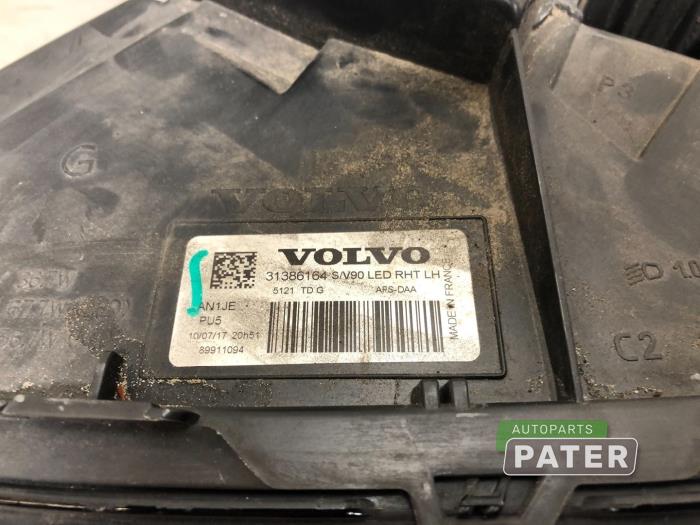 G
P3
VOLVO
VOLVO
31386164 S/V90 LED RHT LH
5121 TD G AFS-DAA
AN1JE
PU5
10/07/17 20h51
89911094
MADE IN FRANCE
C2
AUTOPARTS
PATER